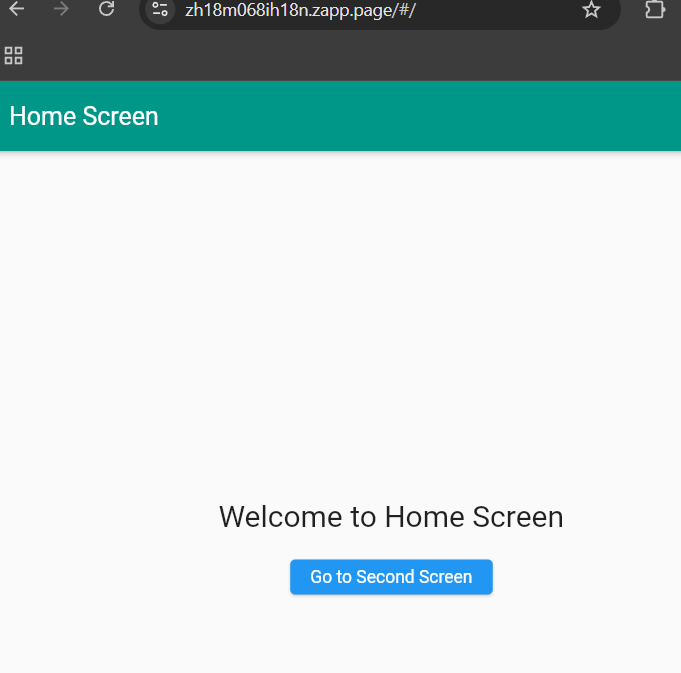 zh18m068ih18n.zapp.page/#/
Home Screen
Welcome to Home Screen
Go to Second Screen